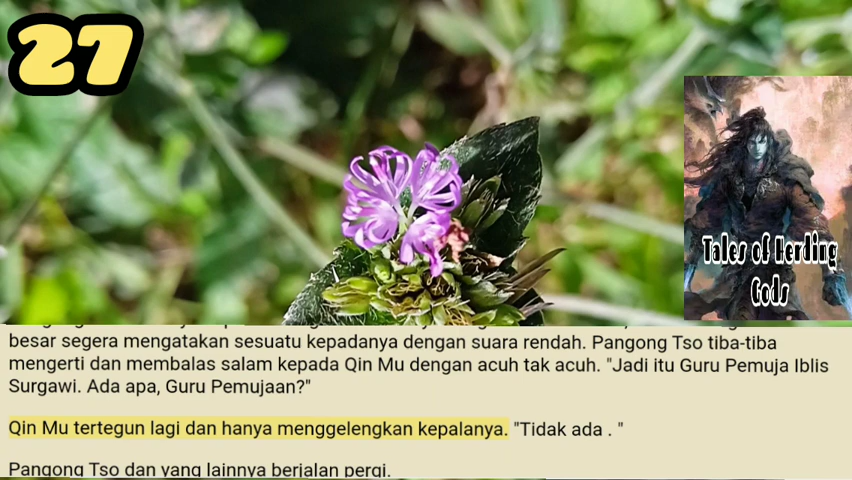 27
Tales of Herding
Gods
besar segera mengatakan sesuatu kepadanya dengan suara rendah. Pangong Tso tiba-tiba
mengerti dan membalas salam kepada Qin Mu dengan acuh tak acuh. "Jadi itu Guru Pemuja Iblis
Surgawi. Ada apa, Guru Pemujaan?"
Qin Mu tertegun lagi dan hanya menggelengkan kepalanya. "Tidak ada . "
Pangong Tso dan yang lainnya berjalan pergi.